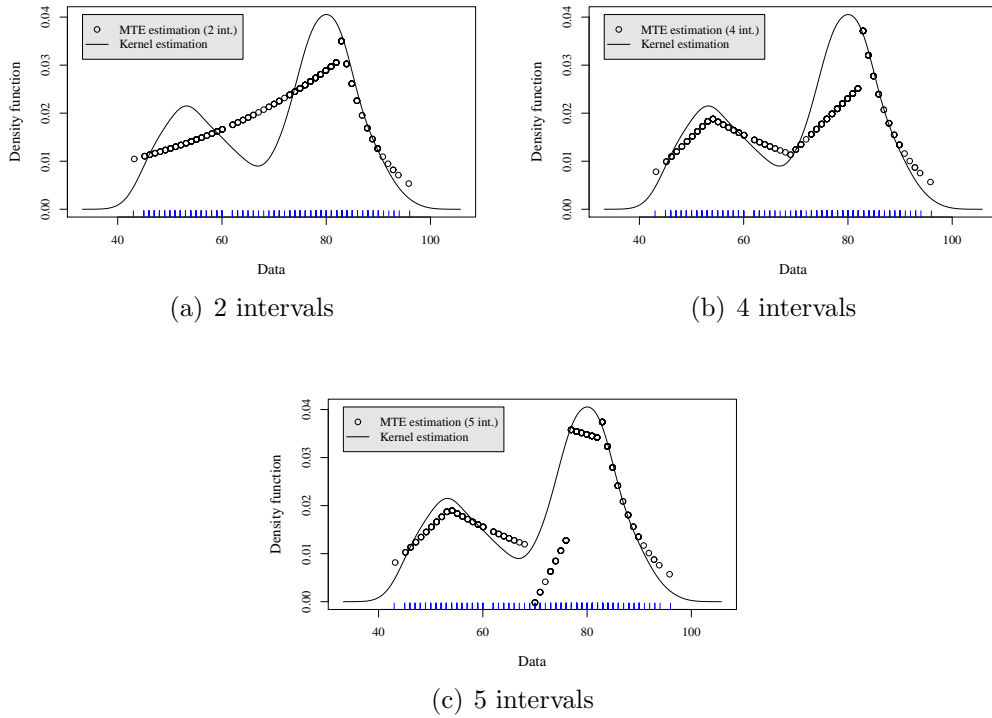 MTE estimation (2 int.)
Kernel estimation
Density function
0.00 0.01 0.02 0.03 0.04
40 60 80 100
Data
(a) 2 intervals
MTE estimation (4 int.)
Kernel estimation
Density function
0.00 0.01 0.02 0.03 0.04
40 60 80 100
Data
(b) 4 intervals
MTE estimation (5 int.)
Kernel estimation
Density function
0.00 0.01 0.02 0.03 0.04
40 60 80 100
Data
(c) 5 intervals